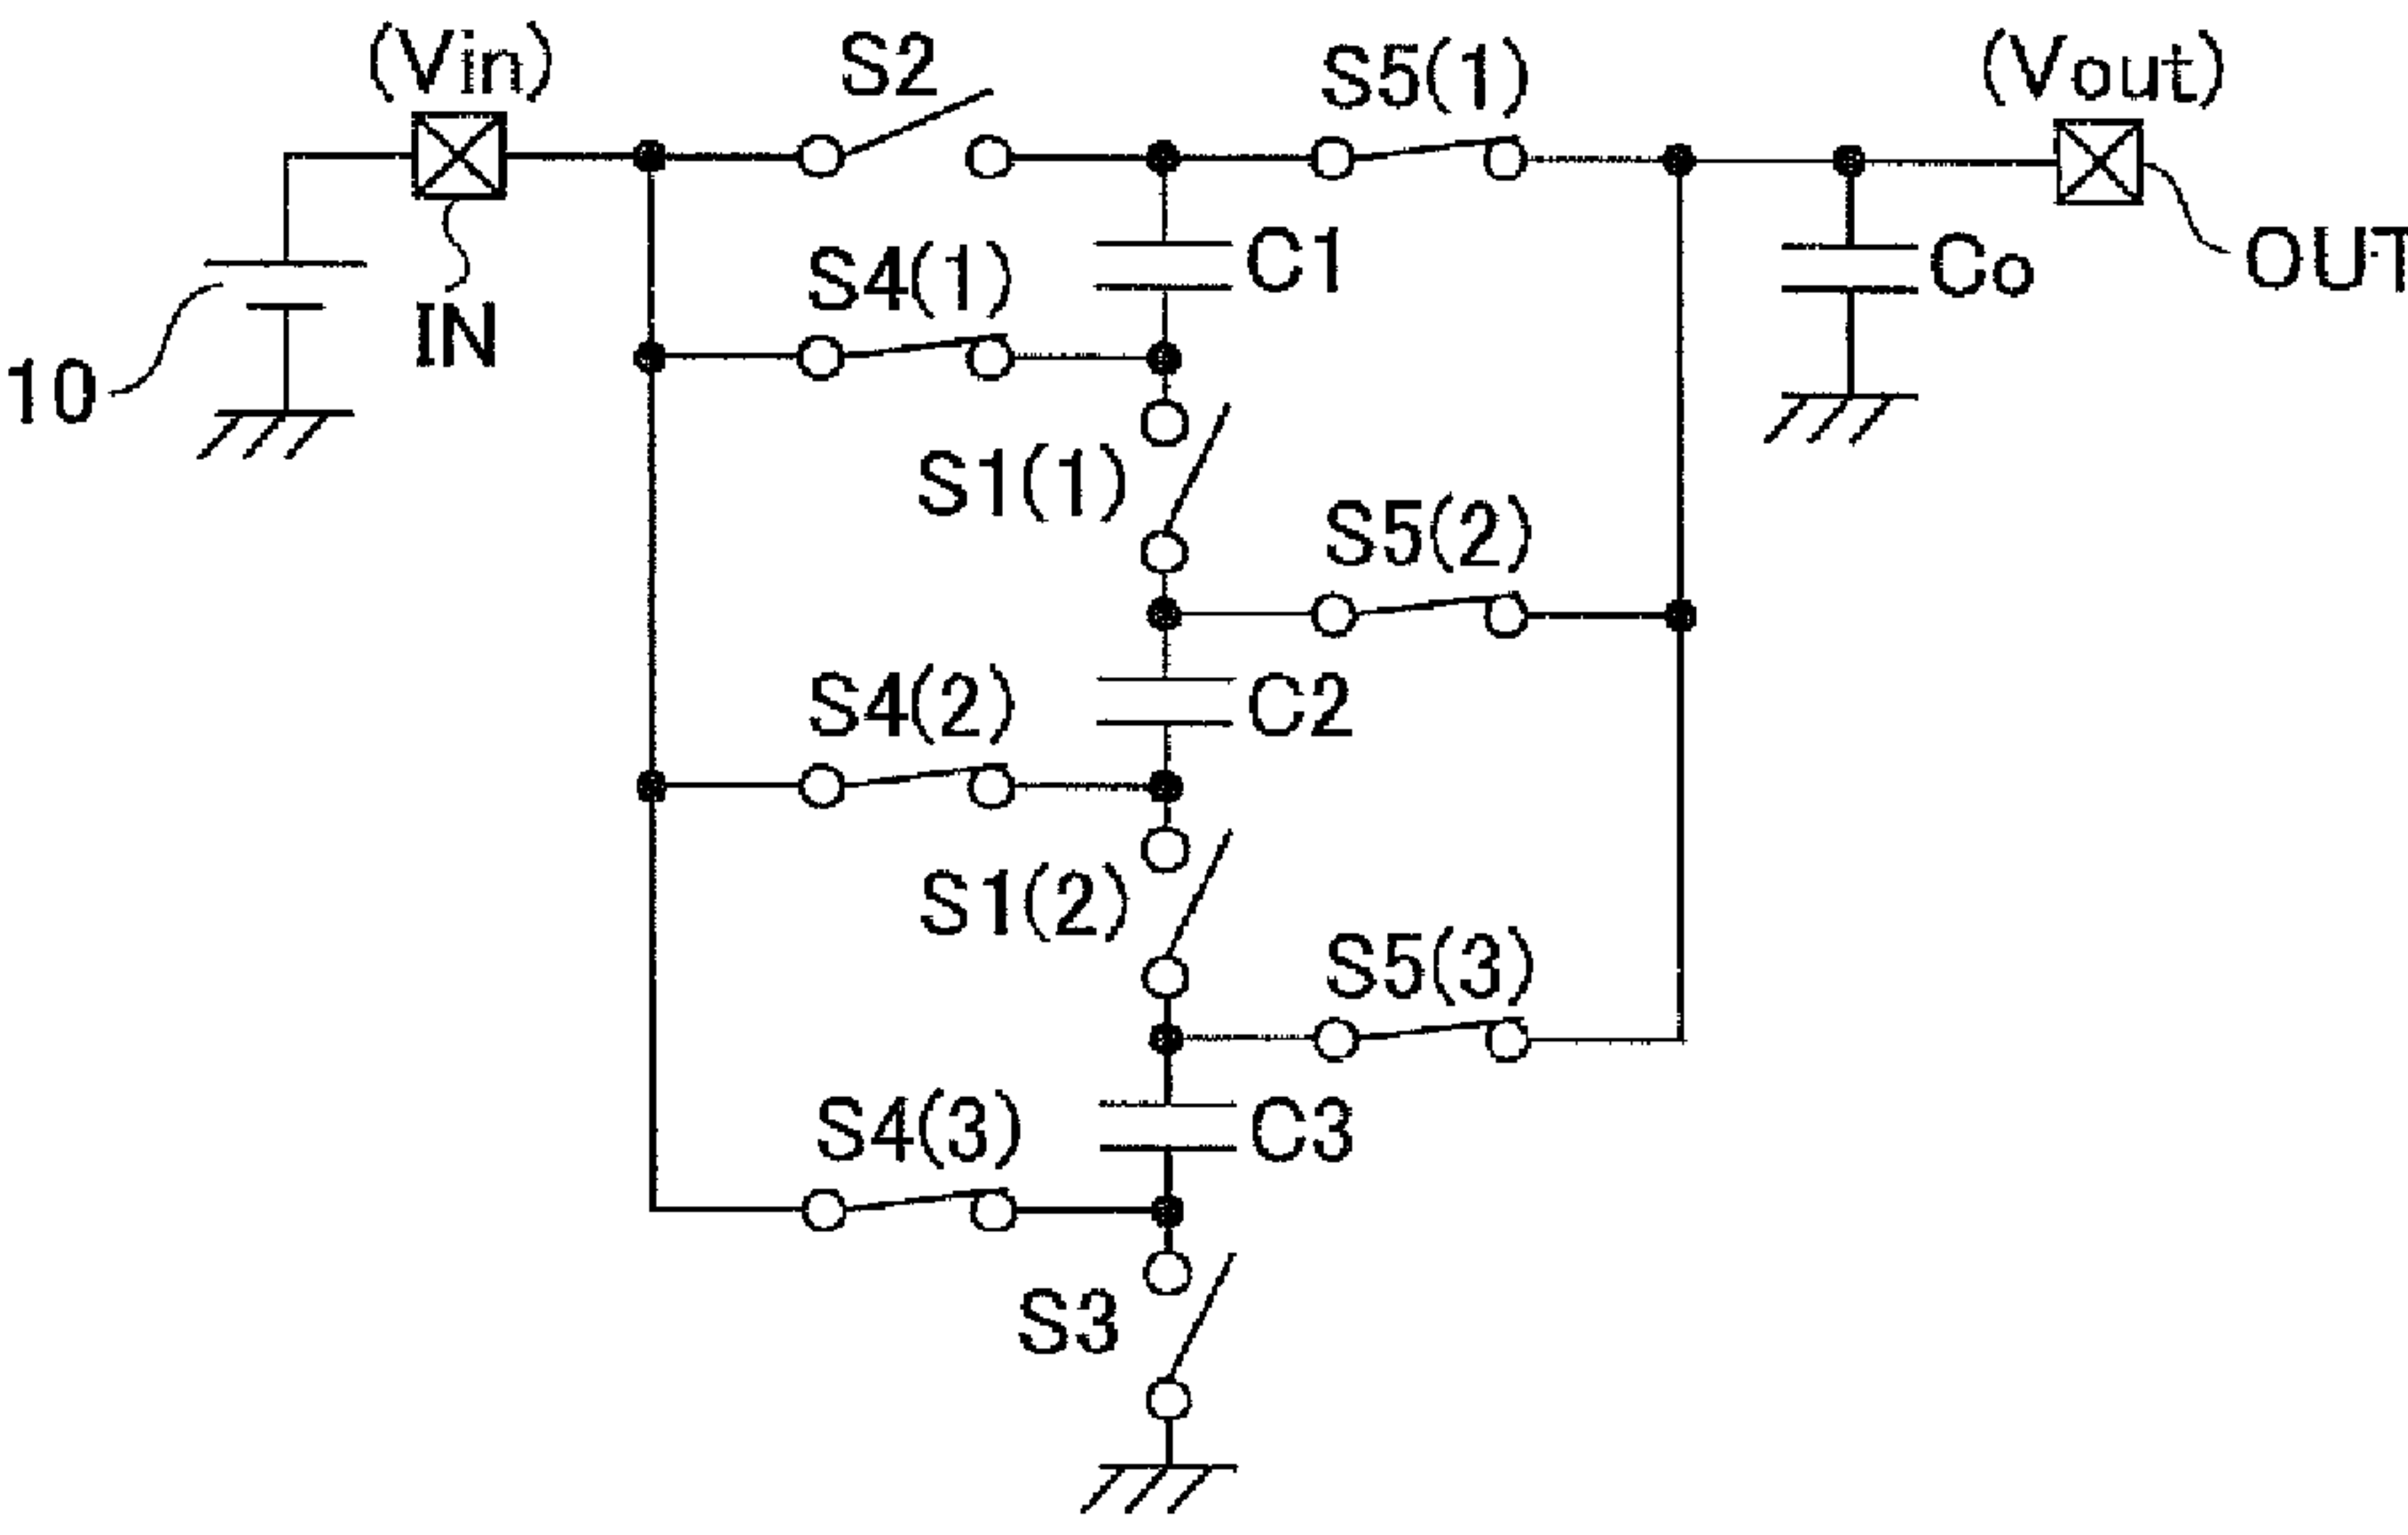 (Vin)
S2
S5(1)
(Vout)
C1
Co
OUT
S4(1)
IN
10
S1(1)
S5(2)
S4(2)
C2
S1(2)
S5(3)
S4(3)
C3
S3